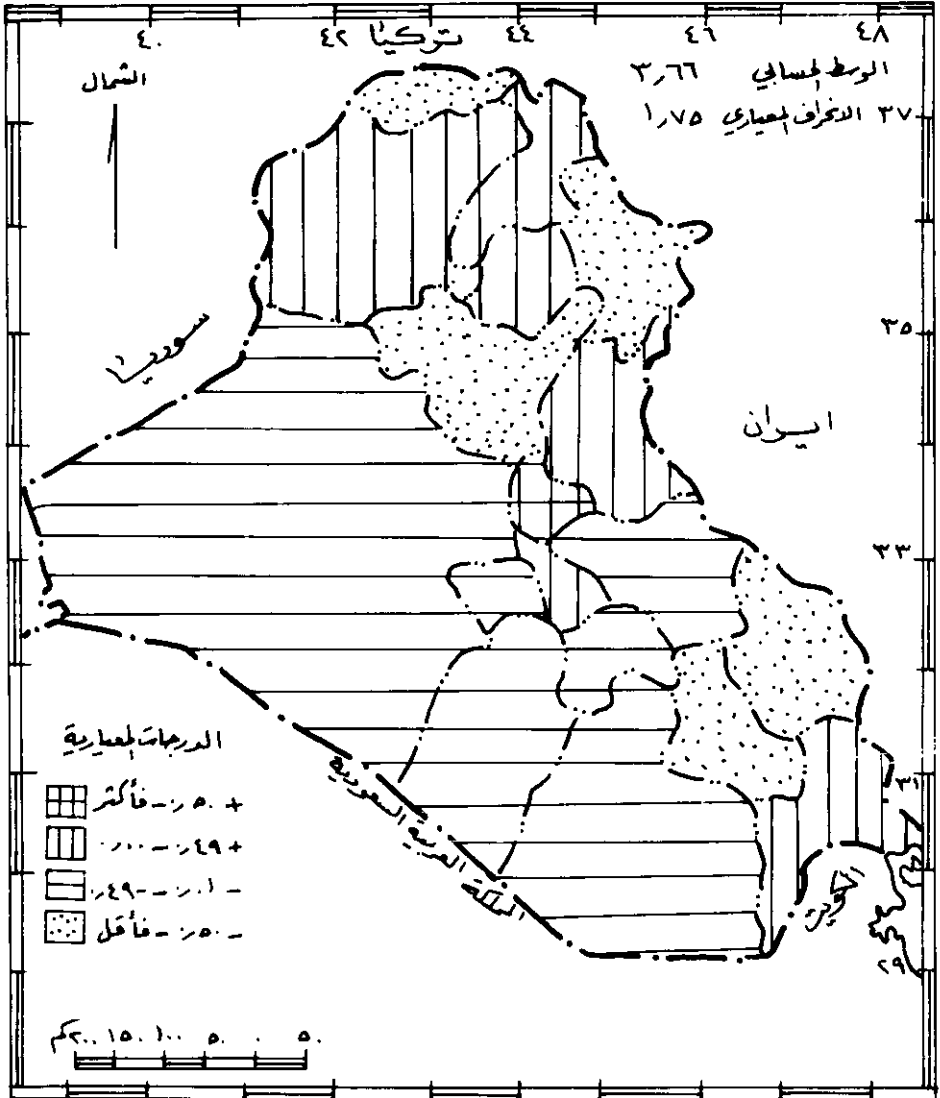 ٤٠ ٤٢ تركيا ٤٤ ٤٦ ٤٨
الشمال
الوسط الحسابي ٣,٦٦
الانحراف المعياري ١,٧٥
٣٧
سوريا
٣٥
ايران
٣٣
٣١
٢٩
المملكة العربية السعودية
الكويت
الدرجات المعيارية
+ ٠,٥٠ - فأكثر
+ ٠,٤٩ - ٠,٠٠
- ٠,٠١ - ٠,٤٩
- ٠,٥٠ - فأقل
٥٠ ٠ ٥٠ ١٠٠ ١٥٠ ٢٠٠ كم